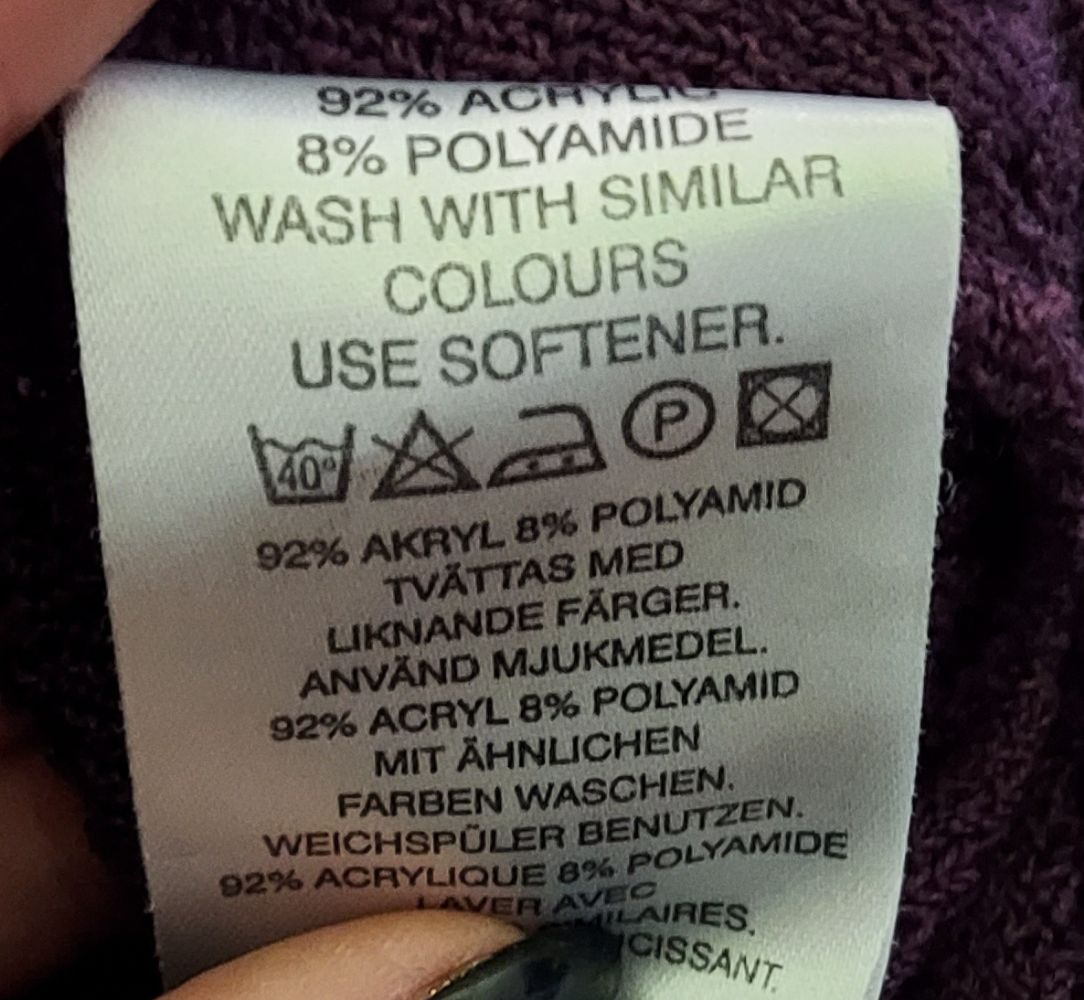 92% ACRYLIC
8% POLYAMIDE
WASH WITH SIMILAR
COLOURS
USE SOFTENER.
40° P
92% AKRYL 8% POLYAMID
TVÄTTAS MED
LIKNANDE FÄRGER.
ANVÄND MJUKMEDEL.
92% ACRYL 8% POLYAMID
MIT ÄHNLICHEN
FARBEN WASCHEN.
WEICHSPÜLER BENUTZEN.
92% ACRYLIQUE 8% POLYAMIDE
LAVER AVEC